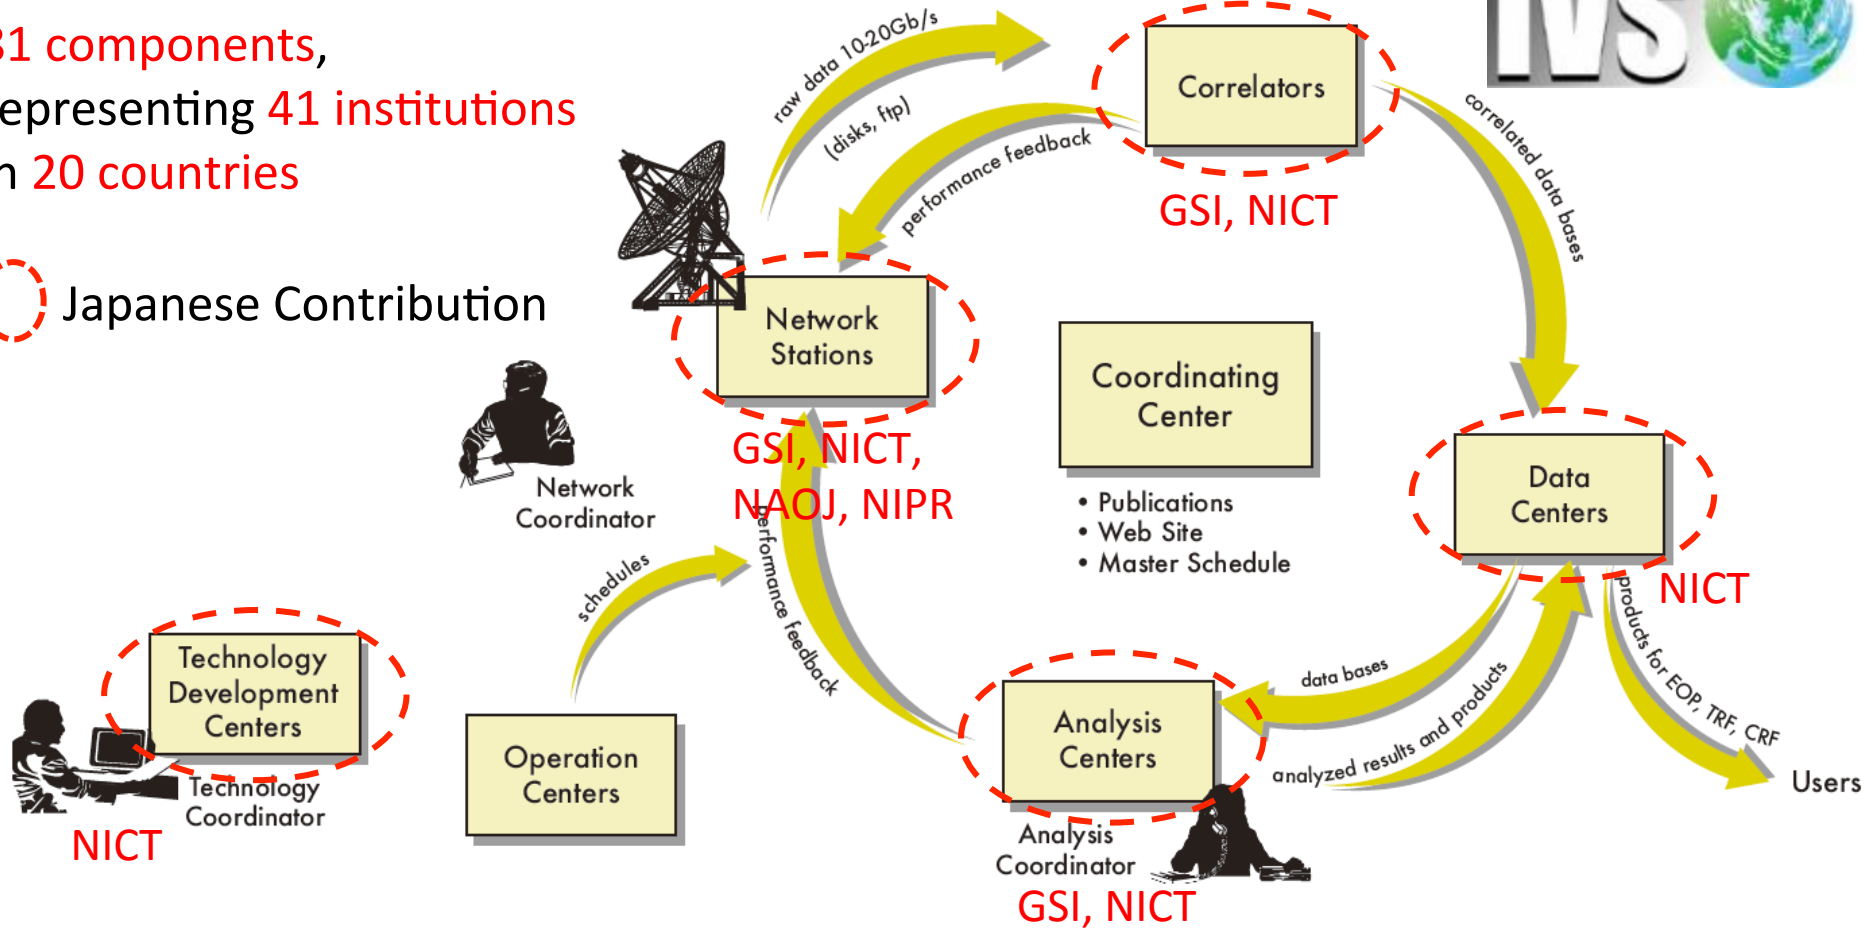 31 components,
epresenting 41 institutions
n 20 countries
Japanese Contribution
IVS
raw data 10-20Gb/s
(disks, ftp)
performance feedback
Correlators
GSI, NICT
correlated data bases
Network
Stations
GSI, NICT,
NAOJ, NIPR
Network
Coordinator
Coordinating
Center
• Publications
• Web Site
• Master Schedule
Data
Centers
NICT
schedules
performance feedback
Technology
Development
Centers
Technology
Coordinator
NICT
Operation
Centers
Analysis
Centers
Analysis
Coordinator
GSI, NICT
data bases
analyzed results and products
products for EOP, TRF, CRF
Users